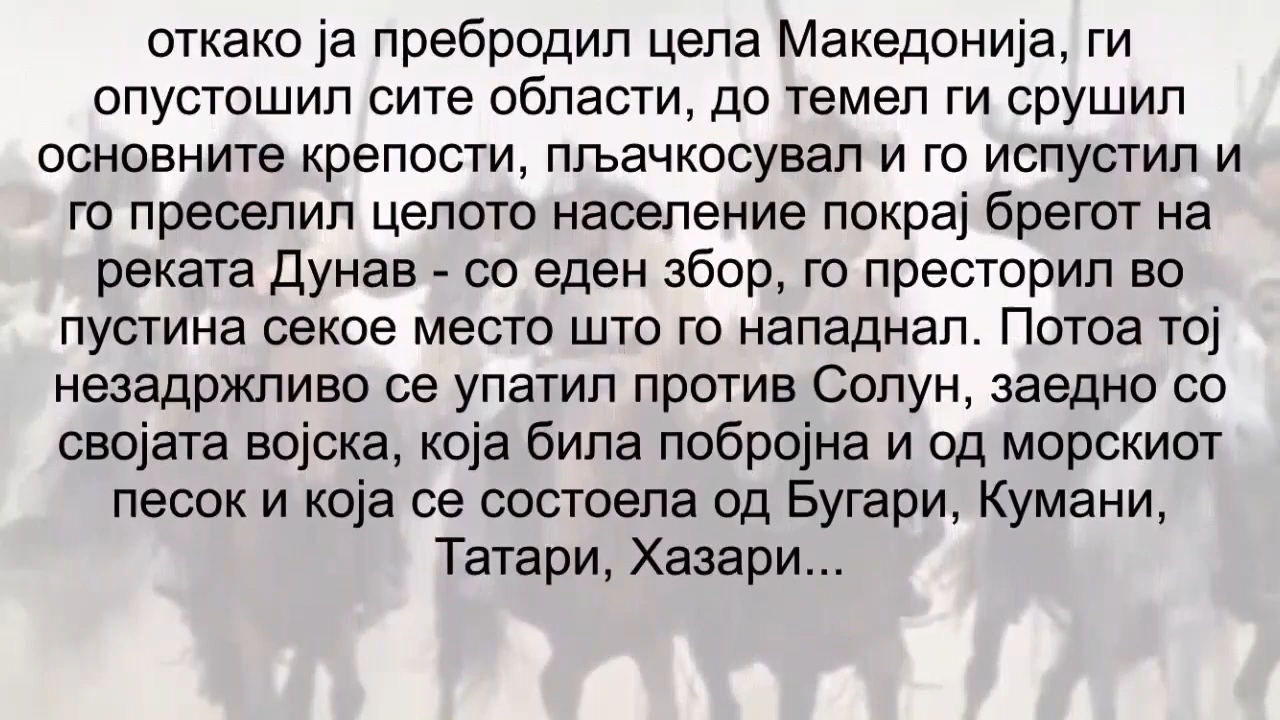 откако ја пребродил цела Македонија, ги
опустошил сите области, до темел ги срушил
основните крепости, пљачкосувал и го испустил и
го преселил целото население покрај брегот на
реката Дунав - со еден збор, го престорил во
пустина секое место што го нападнал. Потоа тој
незадржливо се упатил против Солун, заедно со
својата војска, која била побројна и од морскиот
песок и која се состоела од Бугари, Кумани,
Татари, Хазари...